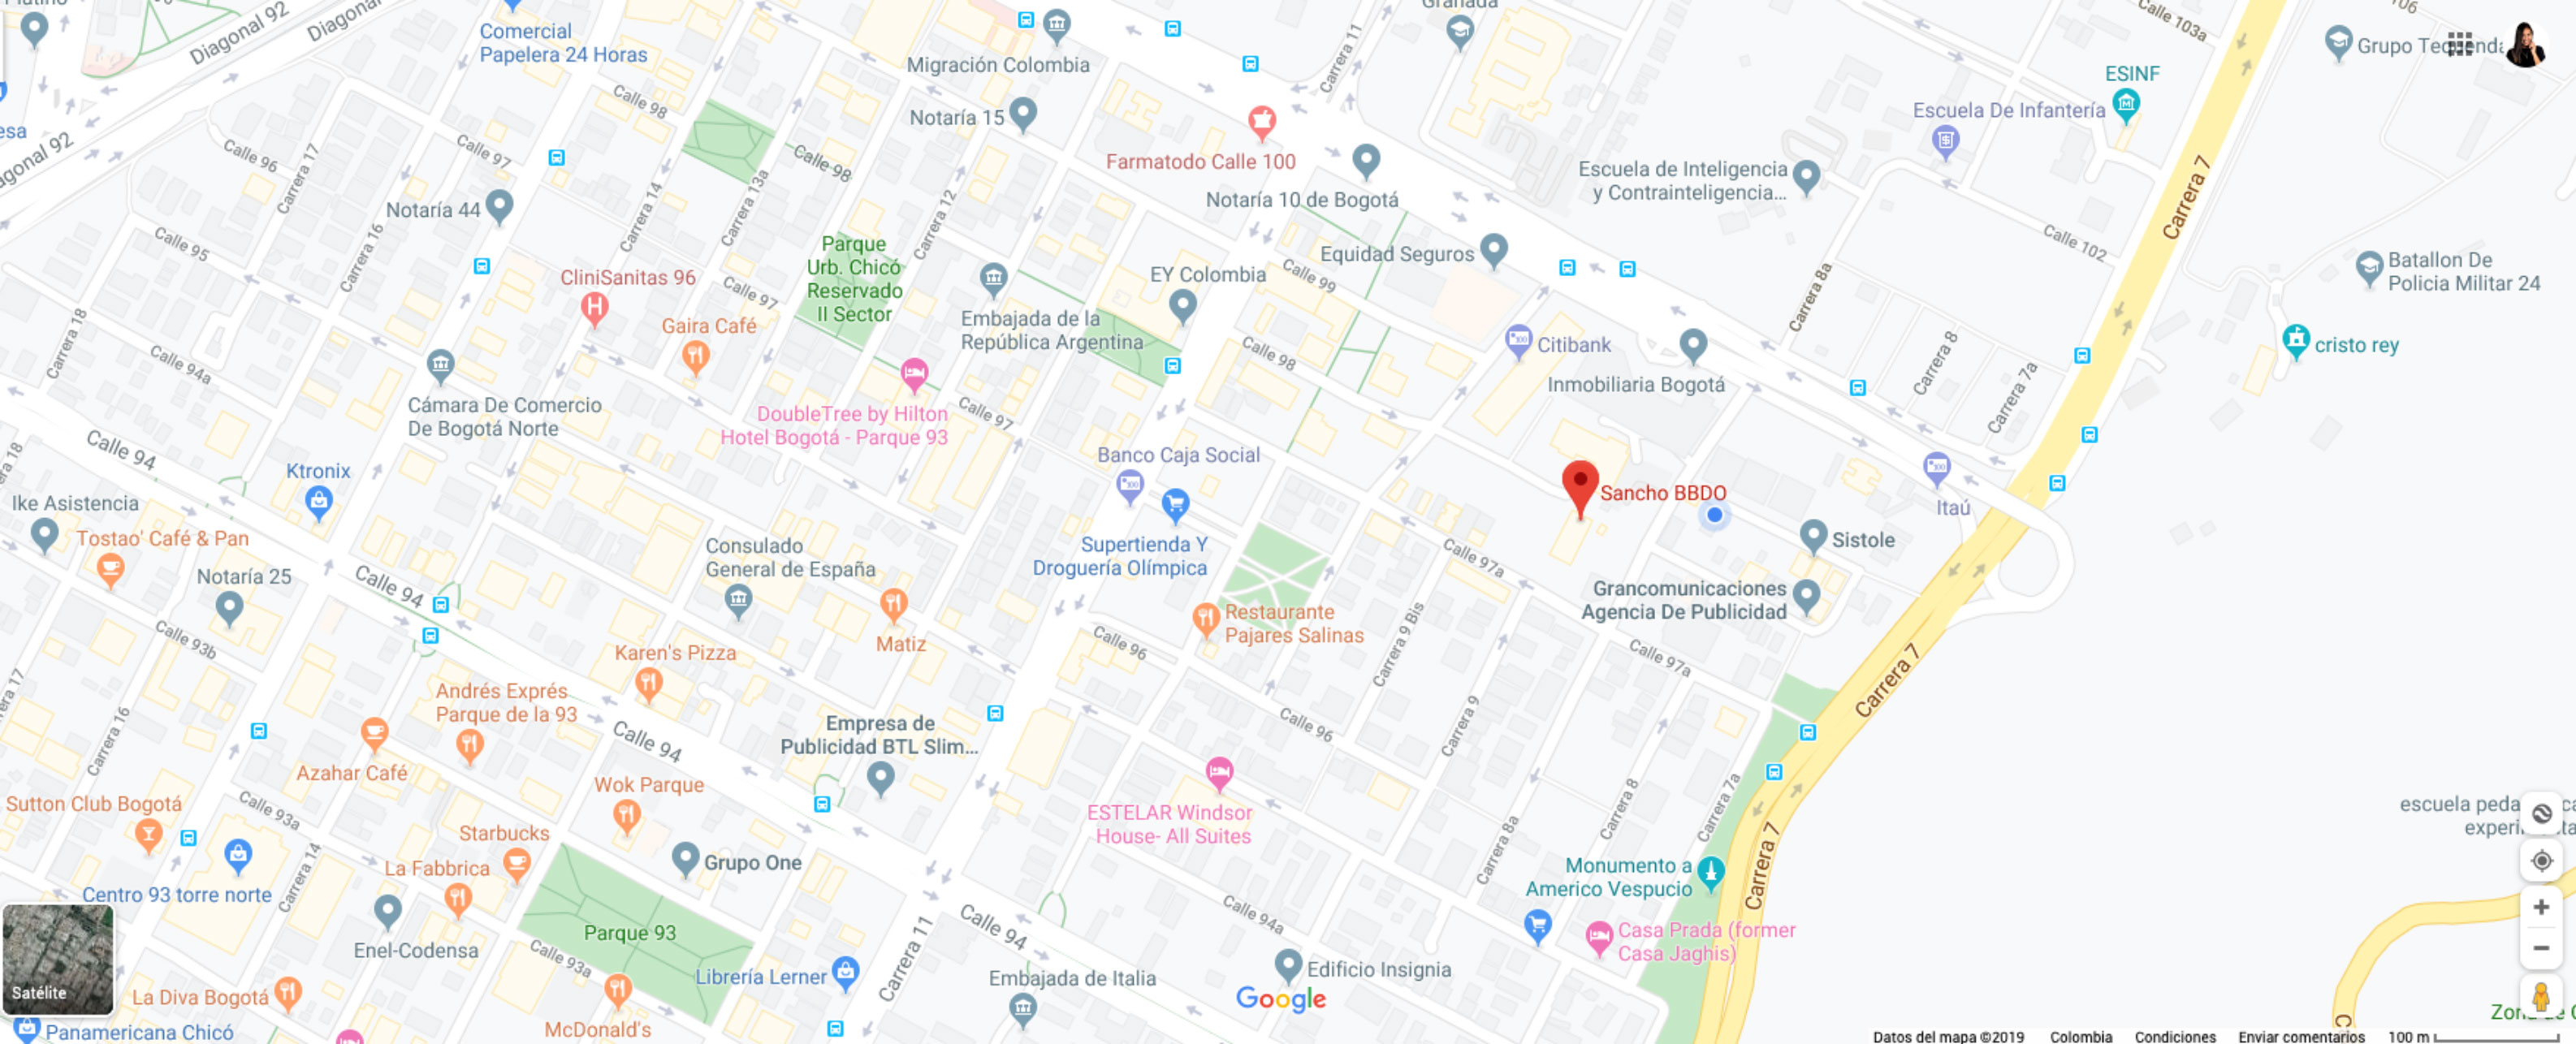 Diagonal 92
Comercial
Papelera 24 Horas
Migración Colombia
Carrera 11
Calle 103a
106
ESINF
Escuela De Infantería
Diagonal 92
Calle 98
Notaría 15
Farmatodo Calle 100
Notaría 10 de Bogotá
Escuela de Inteligencia
y Contrainteligencia...
Carrera 7
Calle 96
Carrera 17
Calle 97
Calle 98
Notaría 44
Carrera 14
Carrera 13a
Carrera 12
Parque
Urb. Chicó
Reservado
II Sector
Equidad Seguros
Calle 102
Batallon De
Policia Militar 24
Calle 95
Carrera 16
CliniSanitas 96
Calle 97
EY Colombia
Calle 99
Carrera 8a
Embajada de la
República Argentina
Gaira Café
Carrera 18
Calle 94a
Calle 98
Citibank
Inmobiliaria Bogotá
Carrera 8
Carrera 7a
cristo rey
Cámara De Comercio
De Bogotá Norte
DoubleTree by Hilton
Hotel Bogotá - Parque 93
Calle 97
Calle 94
Ktronix
Banco Caja Social
Sancho BBDO
Itaú
Ike Asistencia
Tostao' Café & Pan
Notaría 25
Calle 94
Consulado
General de España
Supertienda Y
Droguería Olímpica
Calle 97a
Sistole
Grancomunicaciones
Agencia De Publicidad
Restaurante
Pajares Salinas
Matiz
Calle 96
Carrera 9 Bis
Calle 97a
Calle 93b
Karen's Pizza
Andrés Exprés
Parque de la 93
Carrera 7
Carrera 16
Calle 94
Empresa de
Publicidad BTL Slim...
Calle 96
Carrera 9
Azahar Café
Wok Parque
Sutton Club Bogotá
Calle 93a
Starbucks
ESTELAR Windsor
House- All Suites
Carrera 8a
Carrera 8
Carrera 7a
Carrera 7
La Fabbrica
Grupo One
Centro 93 torre norte
Carrera 14
Monumento a
Americo Vespucio
Enel-Codensa
Parque 93
Calle 93a
Carrera 11
Calle 94
Calle 94a
Casa Prada (former
Casa Jaghis)
Librería Lerner
Embajada de Italia
Edificio Insignia
Google
Satélite
La Diva Bogotá
McDonald's
Panamericana Chicó
Datos del mapa ©2019 Colombia Condiciones Enviar comentarios 100 m